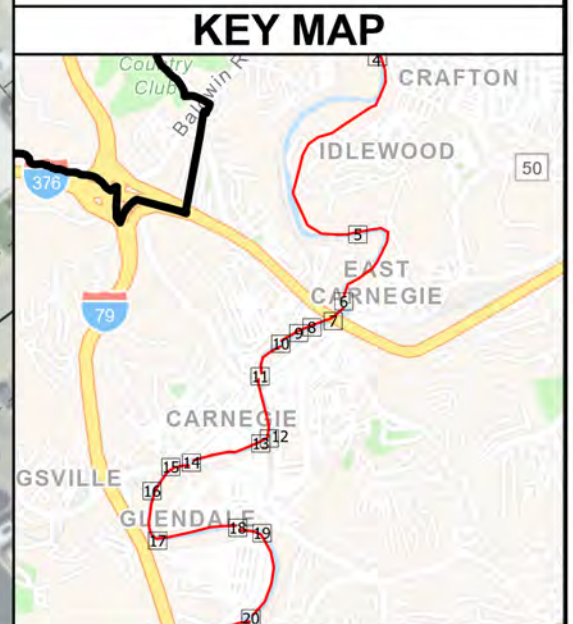 KEY MAP
4
Country
Club
Baldwin R
CRAFTON
IDLEWOOD
50
376
5
EAST
CARNEGIE
6
79
7
8
9
10
11
CARNEGIE
12
13
14
15
GSVILLE
16
GLENDALE
17
18
19
20